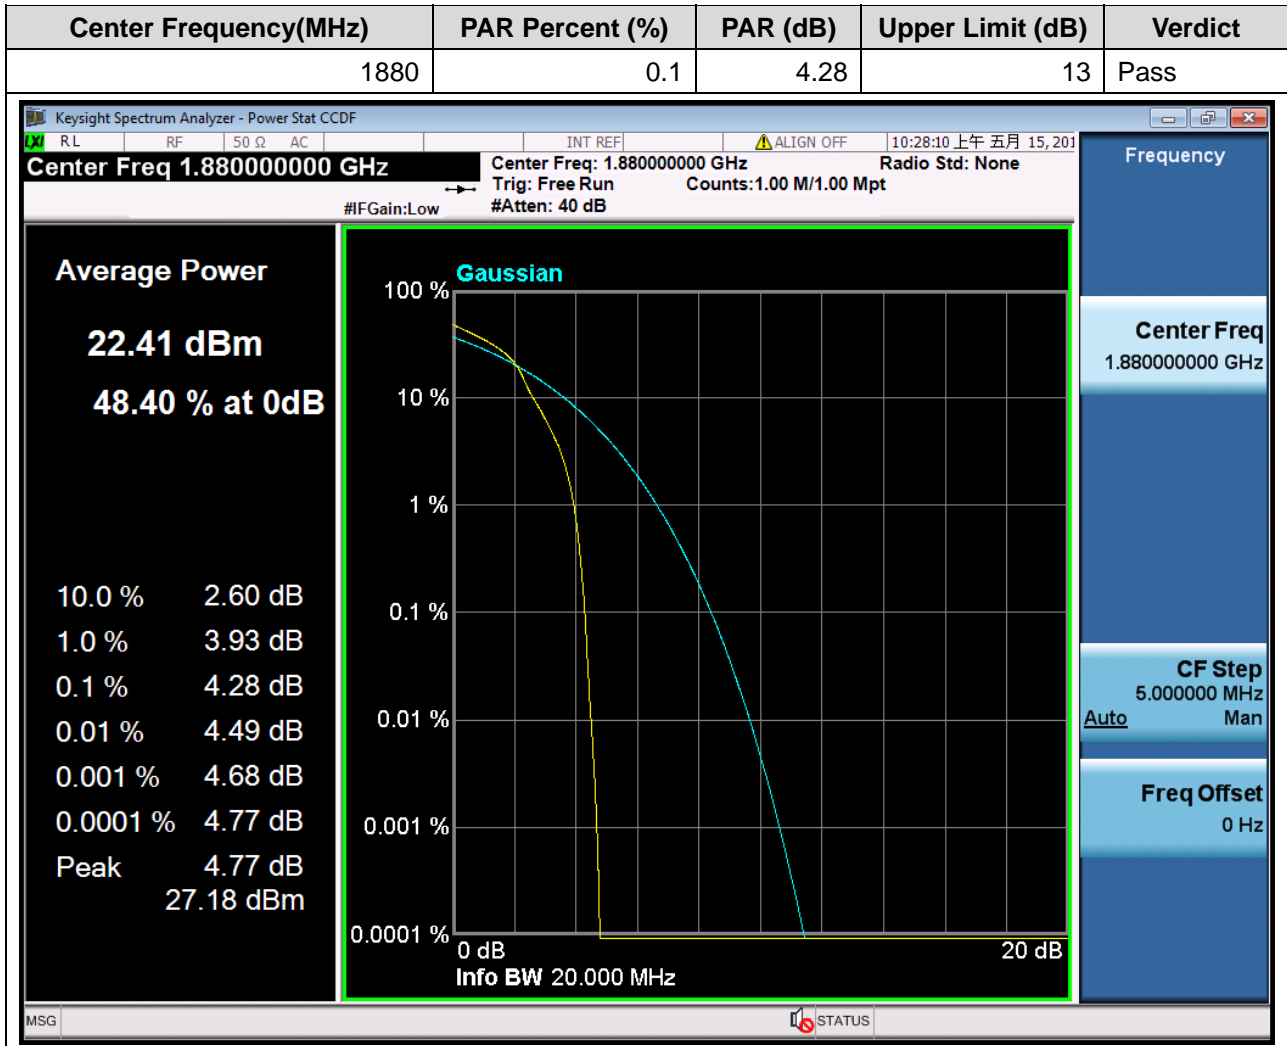 Center Frequency(MHz) PAR Percent (%) PAR (dB) Upper Limit (dB) Verdict
1880 0.1 4.28 13 Pass
Keysight Spectrum Analyzer - Power Stat CCDF
LXI RL RF 50 Ω AC INT REF ALIGN OFF 10:28:10 上午 五月 15, 201
Center Freq 1.880000000 GHz
Center Freq: 1.880000000 GHz Radio Std: None
Trig: Free Run Counts:1.00 M/1.00 Mpt
#IFGain:Low #Atten: 40 dB
Average Power
22.41 dBm
48.40 % at 0dB
10.0 % 2.60 dB
1.0 % 3.93 dB
0.1 % 4.28 dB
0.01 % 4.49 dB
0.001 % 4.68 dB
0.0001 % 4.77 dB
Peak 4.77 dB
27.18 dBm
Gaussian
100 %
10 %
1 %
0.1 %
0.01 %
0.001 %
0.0001 %
0 dB 20 dB
Info BW 20.000 MHz
Frequency
Center Freq
1.880000000 GHz
CF Step
5.000000 MHz
Auto Man
Freq Offset
0 Hz
MSG STATUS